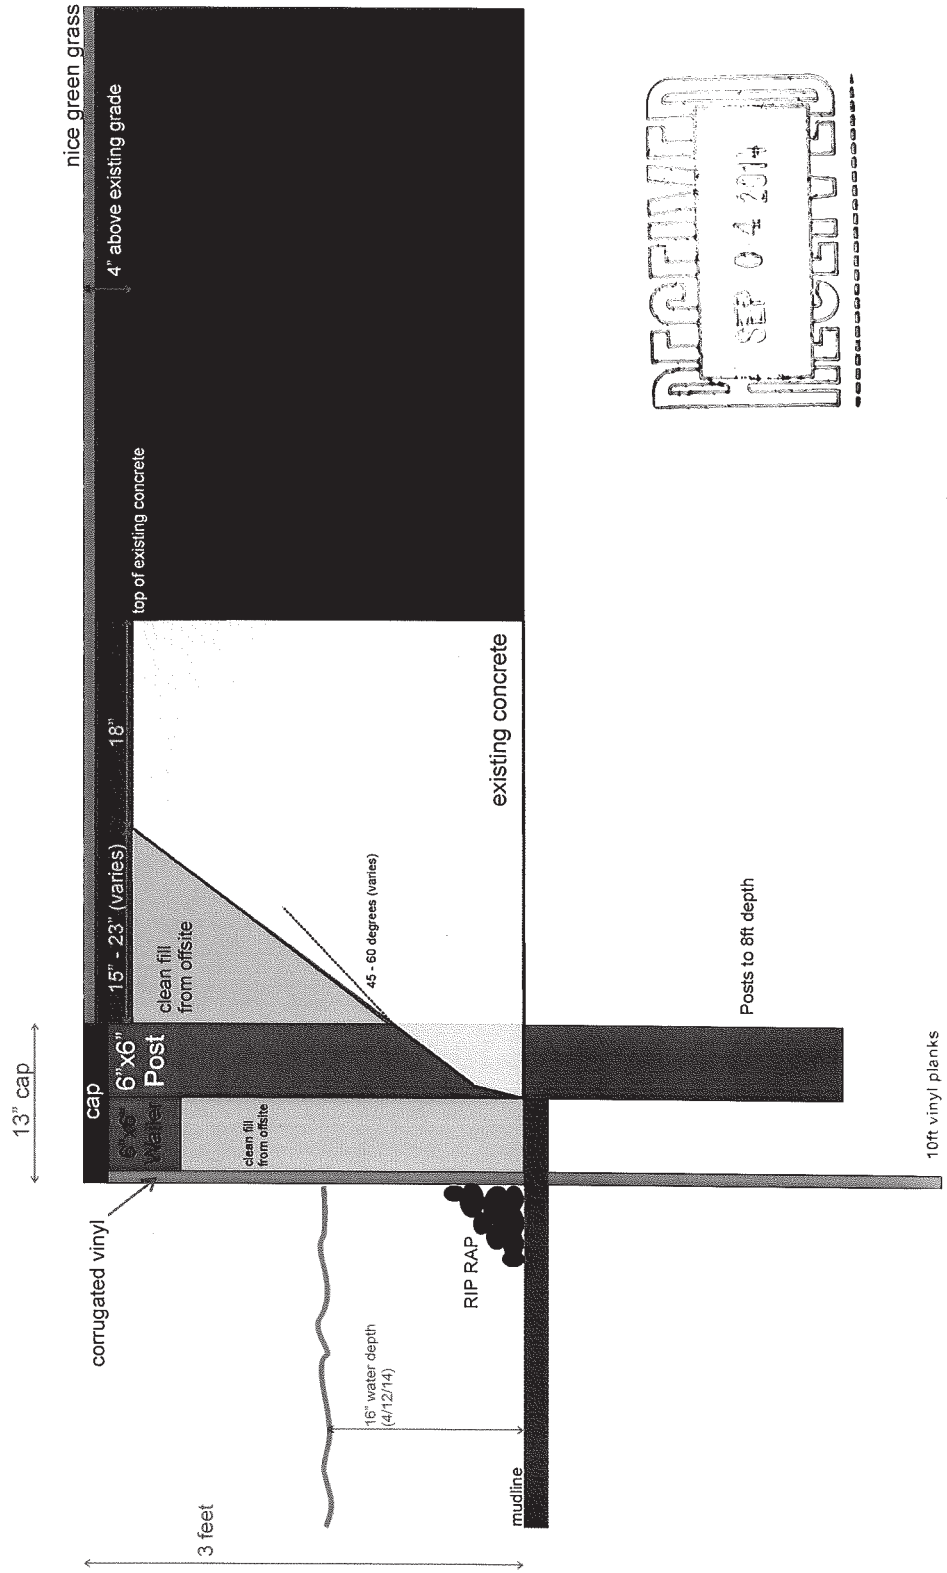 3 feet
13" cap
corrugated vinyl
cap
6"x6"
Waller
6"x6"
Post
15" - 23" (varies)
18"
top of existing concrete
4" above existing grade
nice green grass
clean fill
from offsite
clean fill
from offsite
45 - 60 degrees (varies)
16" water depth
(4/12/14)
RIP RAP
mudline
existing concrete
Posts to 8ft depth
10ft vinyl planks
RECEIVED
SEP 04 2014
RECEIVED